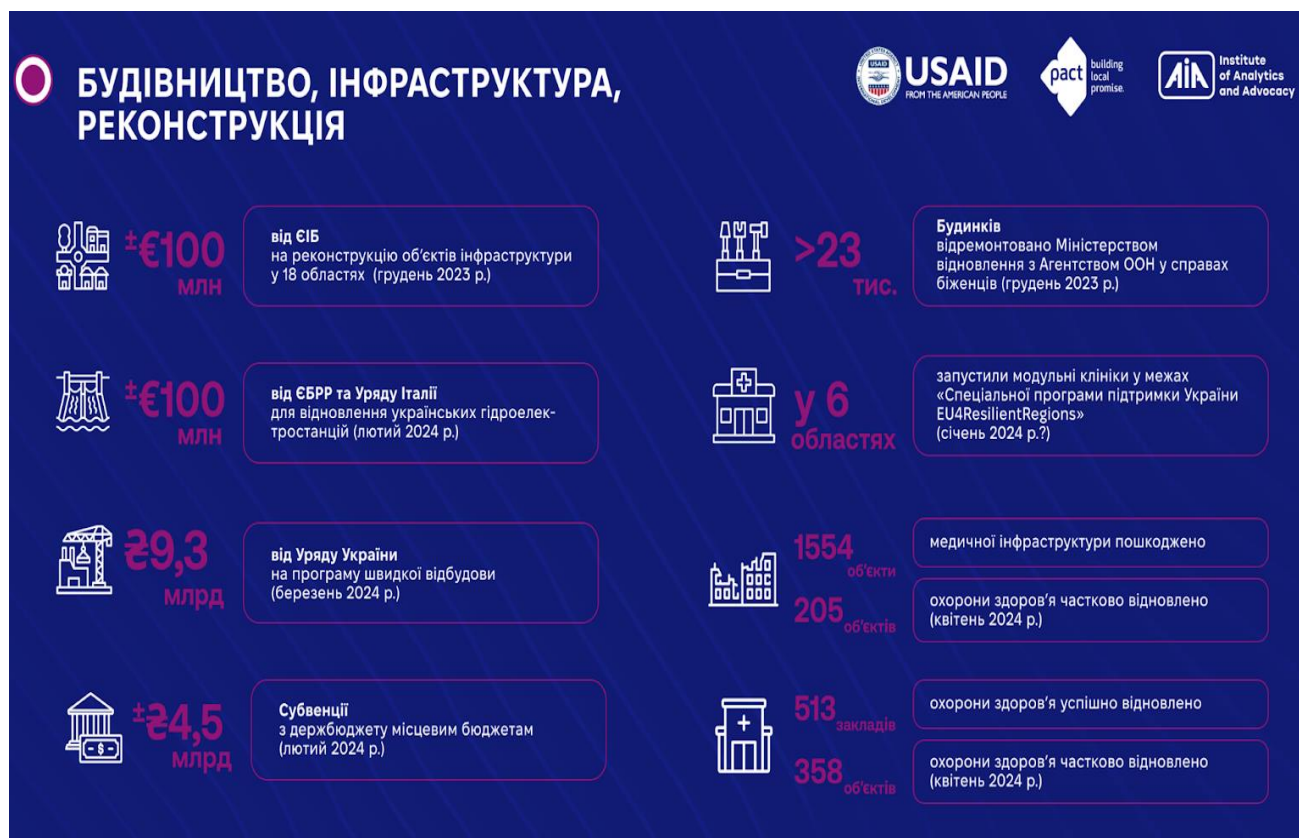 БУДІВНИЦТВО, ІНФРАСТРУКТУРА,
РЕКОНСТРУКЦІЯ
USAID
FROM THE AMERICAN PEOPLE
pact
building
local
promise.
AiA
Institute
of Analytics
and Advocacy
±€100
МЛН
від ЄІБ
на реконструкцію об'єктів інфраструктури
у 18 областях (грудень 2023 р.)
±€100
МЛН
від ЄБРР та Уряду Італії
для відновлення українських гідроелек-
тростанцій (лютий 2024 р.)
₴9,3
млрд
від Уряду України
на програму швидкої відбудови
(березень 2024 р.)
±₴4,5
млрд
Субвенції
з держбюджету місцевим бюджетам
(лютий 2024 р.)
>23
тис.
Будинків
відремонтовано Міністерством
відновлення з Агентством ООН у справах
біженців (грудень 2023 р.)
у 6
областях
запустили модульні клініки у межах
«Спеціальної програми підтримки України
EU4ResilientRegions»
(січень 2024 р.?)
1554
об'єкти
медичної інфраструктури пошкоджено
205
об'єктів
охорони здоров'я частково відновлено
(квітень 2024 р.)
513
закладів
охорони здоров'я успішно відновлено
358
об'єктів
охорони здоров'я частково відновлено
(квітень 2024 р.)